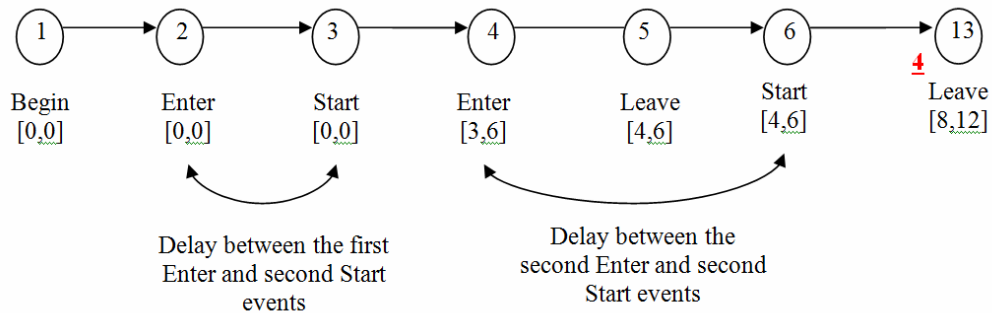 1 2 3 4 5 6 13
4
Begin Enter Start Enter Leave Start Leave
[0,0] [0,0] [0,0] [3,6] [4,6] [4,6] [8,12]
Delay between the first
Enter and second Start
events
Delay between the
second Enter and second
Start events